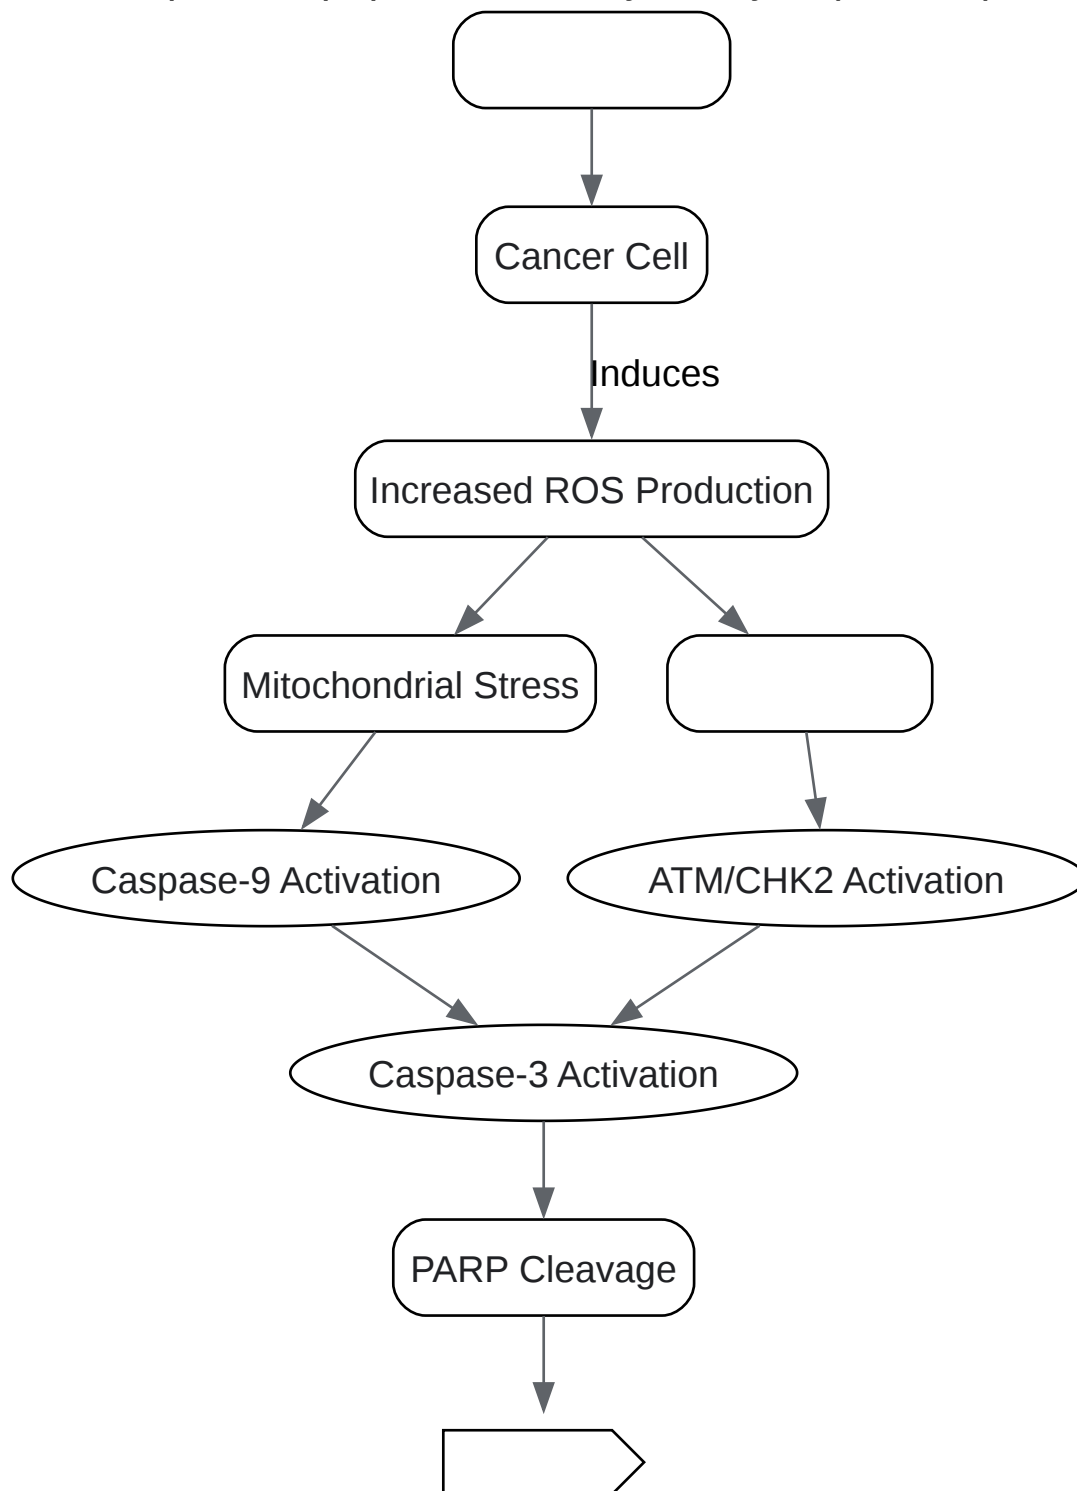 Cancer Cell
Induces
Increased ROS Production
Mitochondrial Stress
Caspase-9 Activation
ATM/CHK2 Activation
Caspase-3 Activation
PARP Cleavage